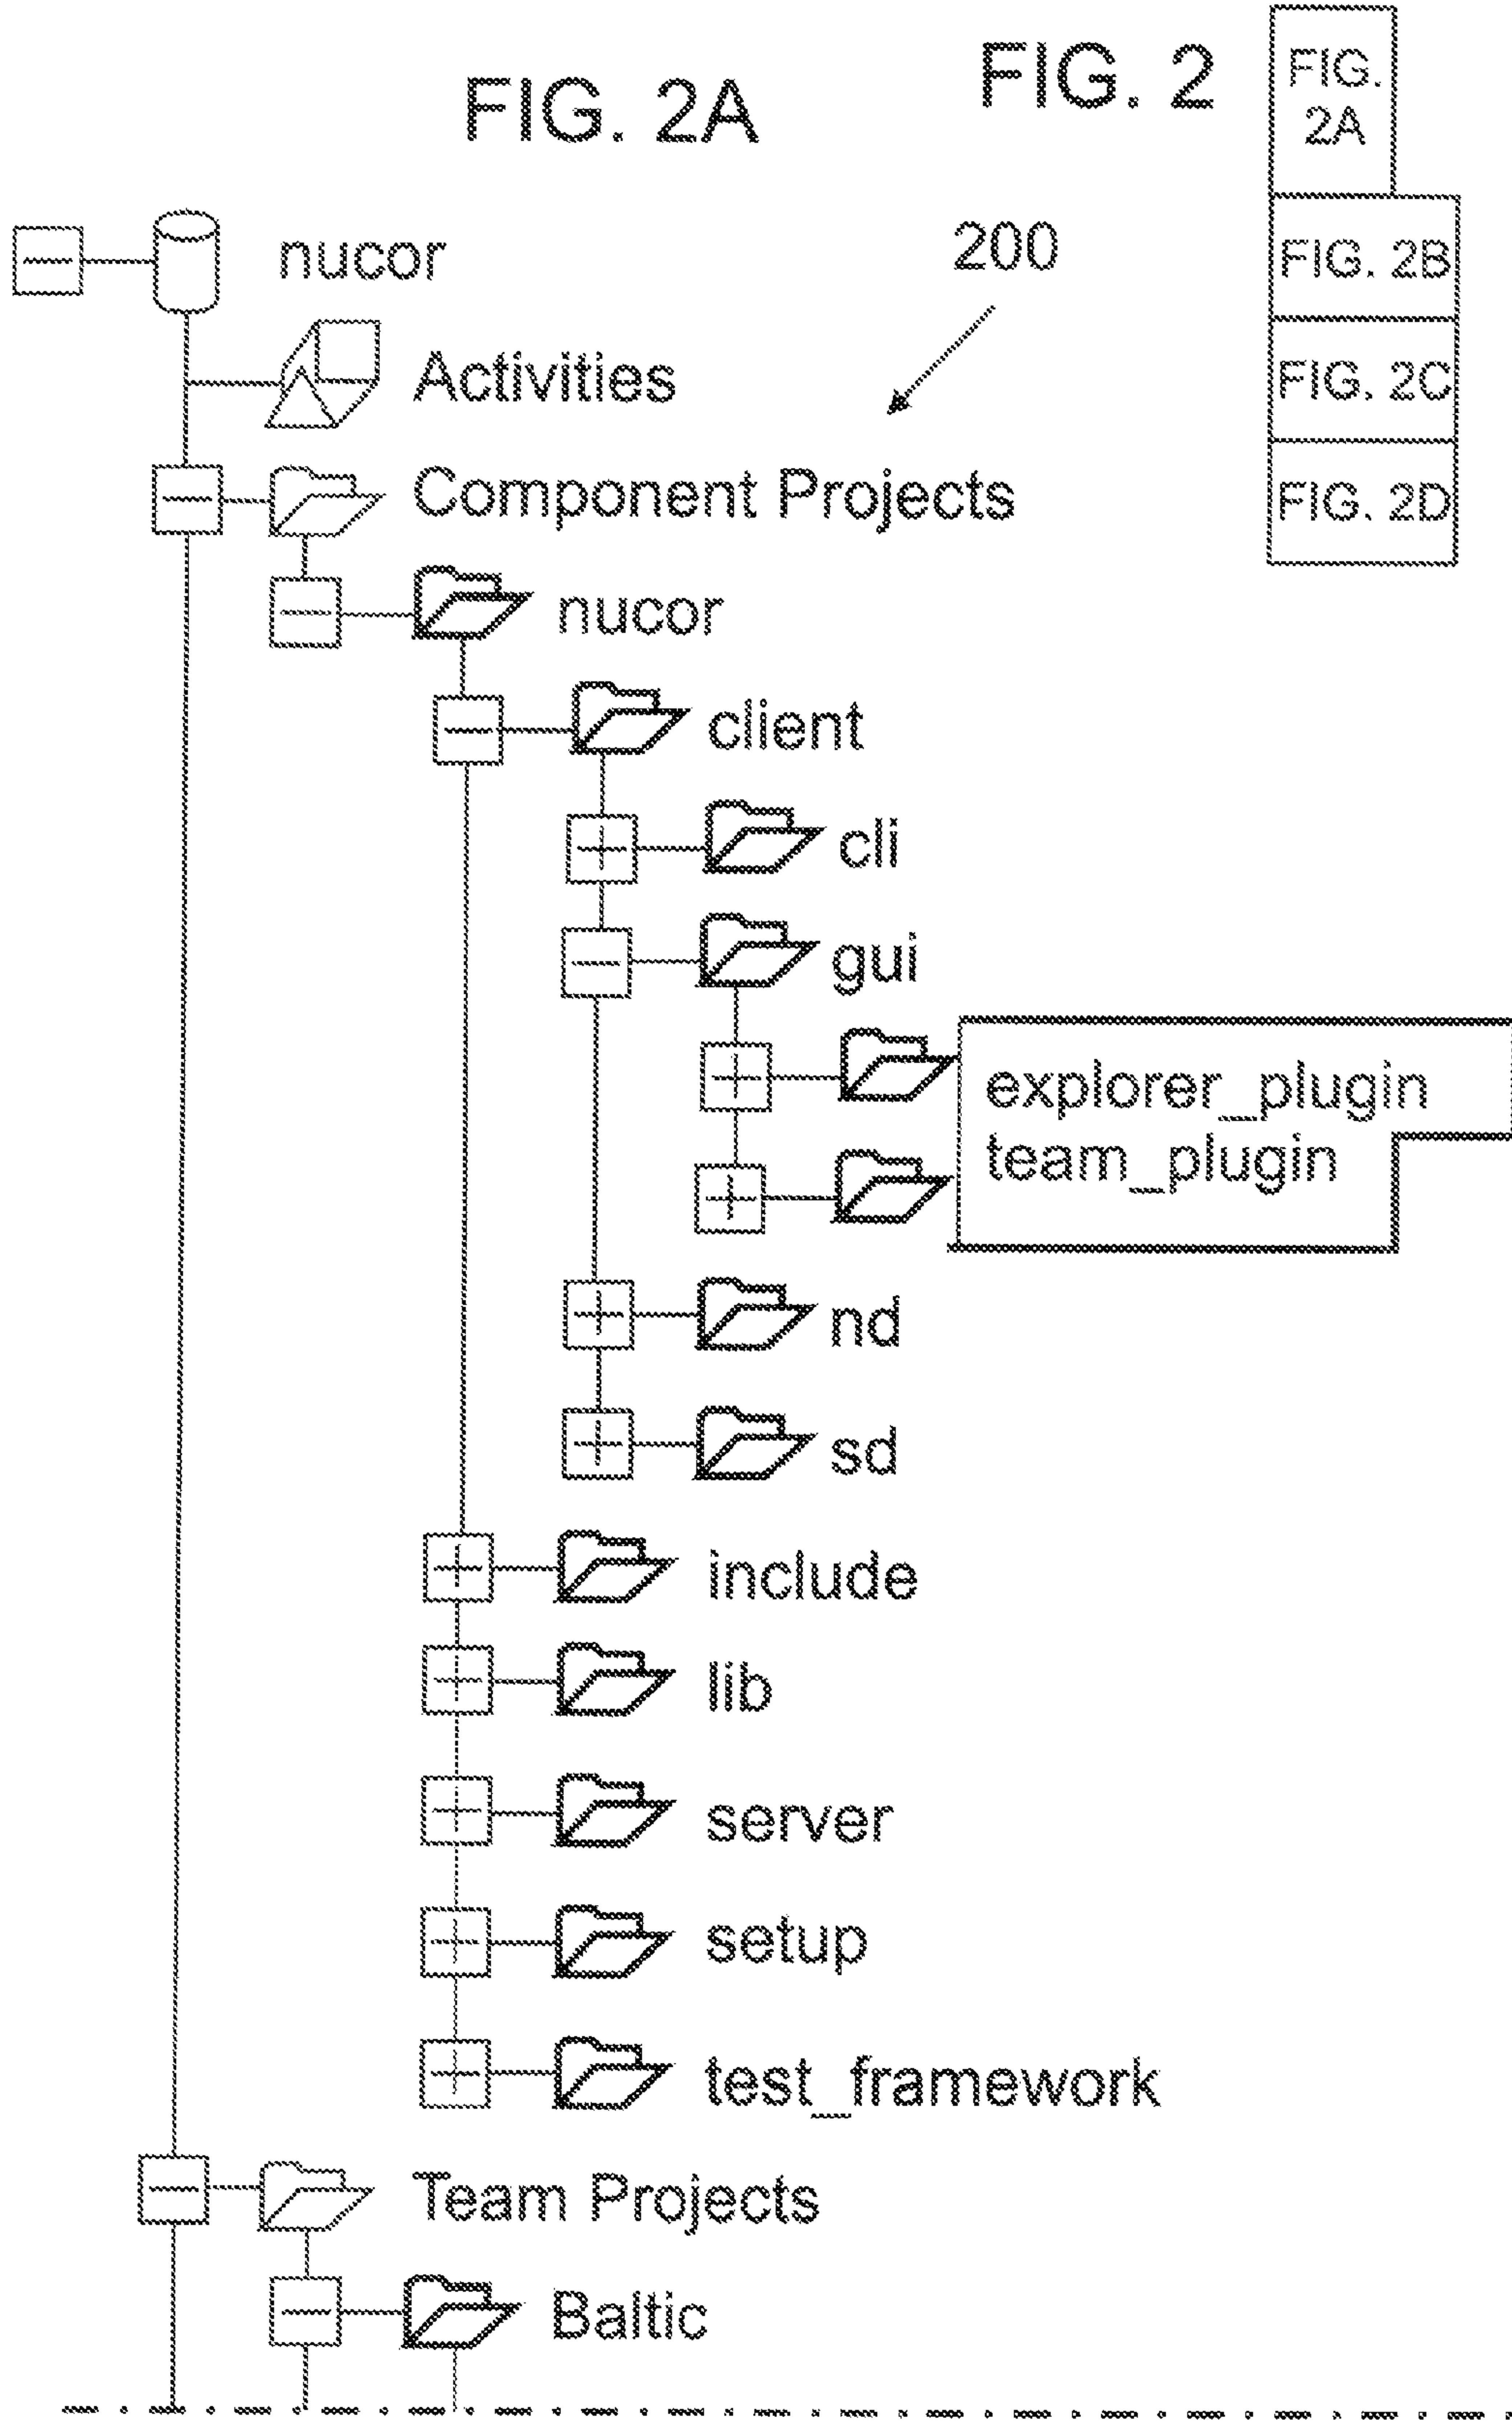 FIG. 2A
FIG. 2
FIG.
2A
FIG. 2B
FIG. 2C
FIG. 2D
200
nucor
Activities
Component Projects
nucor
client
cli
gui
explorer_plugin
team_plugin
nd
sd
include
lib
server
setup
test_framework
Team Projects
Baltic